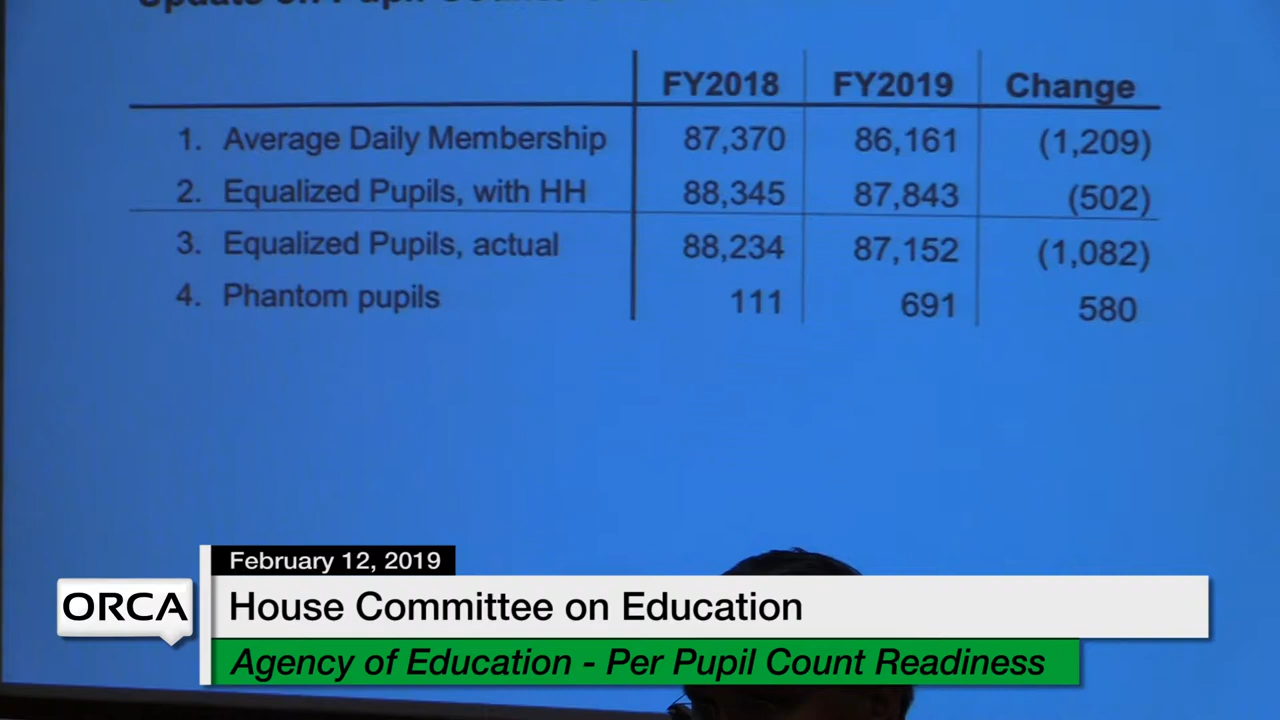 FY2018 FY2019 Change
1. Average Daily Membership 87,370 86,161 (1,209)
2. Equalized Pupils, with HH 88,345 87,843 (502)
3. Equalized Pupils, actual 88,234 87,152 (1,082)
4. Phantom pupils 111 691 580
February 12, 2019
ORCA
House Committee on Education
Agency of Education - Per Pupil Count Readiness